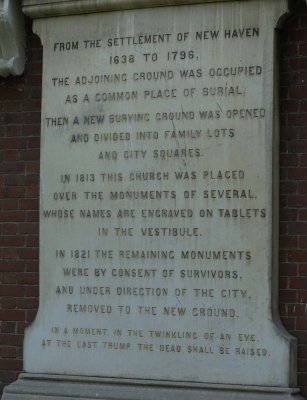 FROM THE SETTLEMENT OF NEW HAVEN
1638 TO 1796,
THE ADJOINING GROUND WAS OCCUPIED
AS A COMMON PLACE OF BURIAL,
THEN A NEW BURYING GROUND WAS OPENED
AND DIVIDED INTO FAMILY LOTS
AND CITY SQUARES.
IN 1813 THIS CHURCH WAS PLACED
OVER THE MONUMENTS OF SEVERAL,
WHOSE NAMES ARE ENGRAVED ON TABLETS
IN THE VESTIBULE.
IN 1821 THE REMAINING MONUMENTS
WERE BY CONSENT OF SURVIVORS,
AND UNDER DIRECTION OF THE CITY,
REMOVED TO THE NEW GROUND.
IN A MOMENT, IN THE TWINKLING OF AN EYE,
AT THE LAST TRUMP, THE DEAD SHALL BE RAISED.